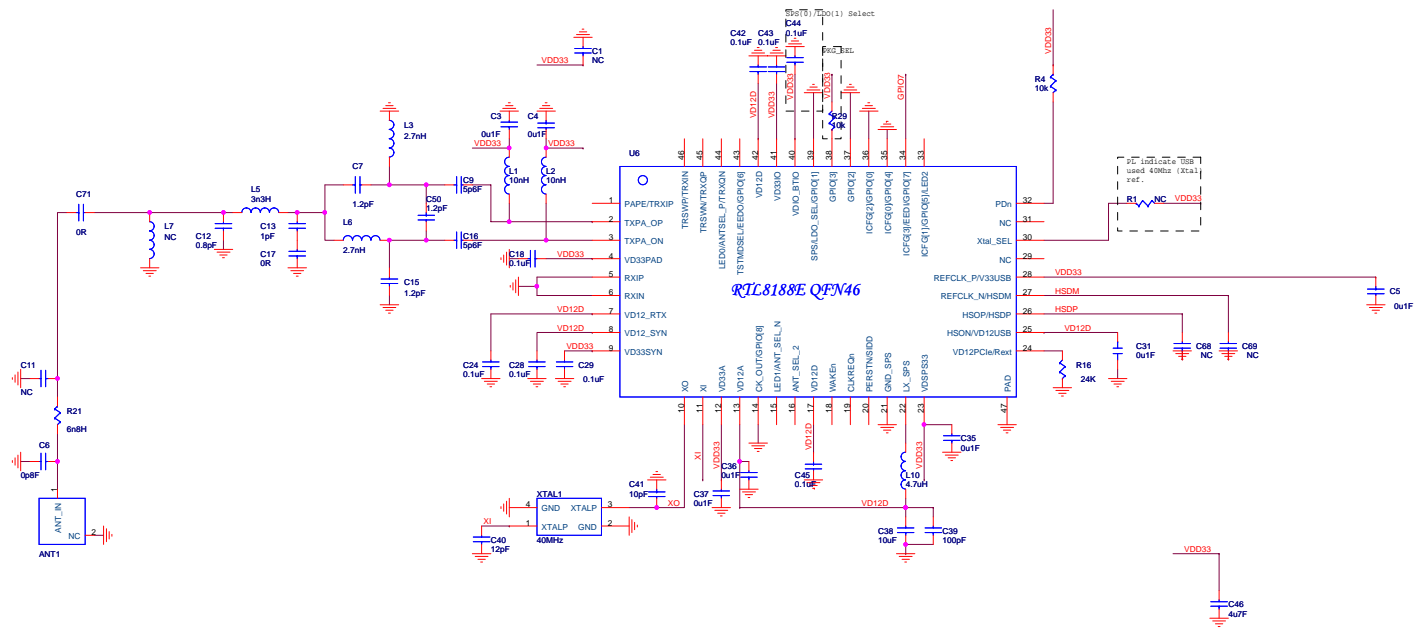 SPS(0)/LDO(1) Select
C42
0.1uF
C43
0.1uF
C44
0.1uF
PKG_SEL
C1
NC
VDD33
VD12D
VDD33
VDD33
VDD33
GPIO7
VDD33
R4
10k
R29
10k
L3
2.7nH
C3
0u1F
C4
0u1F
VDD33
VDD33
L1
10nH
L2
10nH
U6
46
45
44
43
42
41
40
39
38
37
36
35
34
33
TRSWP/TRXIN
TRSWN/TRXQP
LED0/ANTSEL_P/TRXQN
TSTMDSEL/EEDO/GPIO[6]
VD12D
VD33IO
VDIO_BTIO
SPS/LDO_SEL/GPIO[1]
GPIO[3]
GPIO[2]
ICFG[2]/GPIO[0]
ICFG[0]/GPIO[4]
ICFG[3]/EEDI/GPIO[7]
ICFG[1]/GPIO[5]/LED2
PL indicate USB
used 40Mhz (Xtal)
ref.
R1
NC
VDD33
C7
1.2pF
C9
5p6F
C50
1.2pF
C71
0R
L5
3n3H
L7
NC
C12
0.8pF
C13
1pF
C17
0R
L6
2.7nH
C16
5p6F
C15
1.2pF
C18
0.1uF
VDD33
1
2
3
4
5
6
7
8
9
PAPE/TRXIP
TXPA_OP
TXPA_ON
VD33PAD
RXIP
RXIN
VD12_RTX
VD12_SYN
VD33SYN
RTL8188E QFN46
PDn
NC
Xtal_SEL
NC
REFCLK_P/V33USB
REFCLK_N/HSDM
HSOP/HSDP
HSON/VD12USB
VD12PCIe/Rext
32
31
30
29
28
27
26
25
24
VDD33
HSDM
HSDP
VD12D
C5
0u1F
C68
NC
C69
NC
C31
0u1F
R16
24K
VD12D
VD12D
VDD33
C24
0.1uF
C28
0.1uF
C29
0.1uF
XO
XI
VD33A
VD12A
CK_OUT/GPIO[8]
LED1/ANT_SEL_N
ANT_SEL_2
VD12D
WAKEn
CLKREQn
PERSTN/SIDD
GND_SPS
LX_SPS
VDSPS33
PAD
10
11
12
13
14
15
16
17
18
19
20
21
22
23
47
C11
NC
R21
6n8H
C6
0p8F
1
ANT_IN
NC
2
ANT1
XI
VDD33
VD12D
VDD33
C35
0u1F
C36
0u1F
C37
0u1F
C45
0.1uF
L10
4.7uH
C41
10pF
XO
XTAL1
4
GND
XTALP
3
1
XTALP
GND
2
40MHz
XI
C40
12pF
VD12D
C38
10uF
C39
100pF
VDD33
C46
4u7F